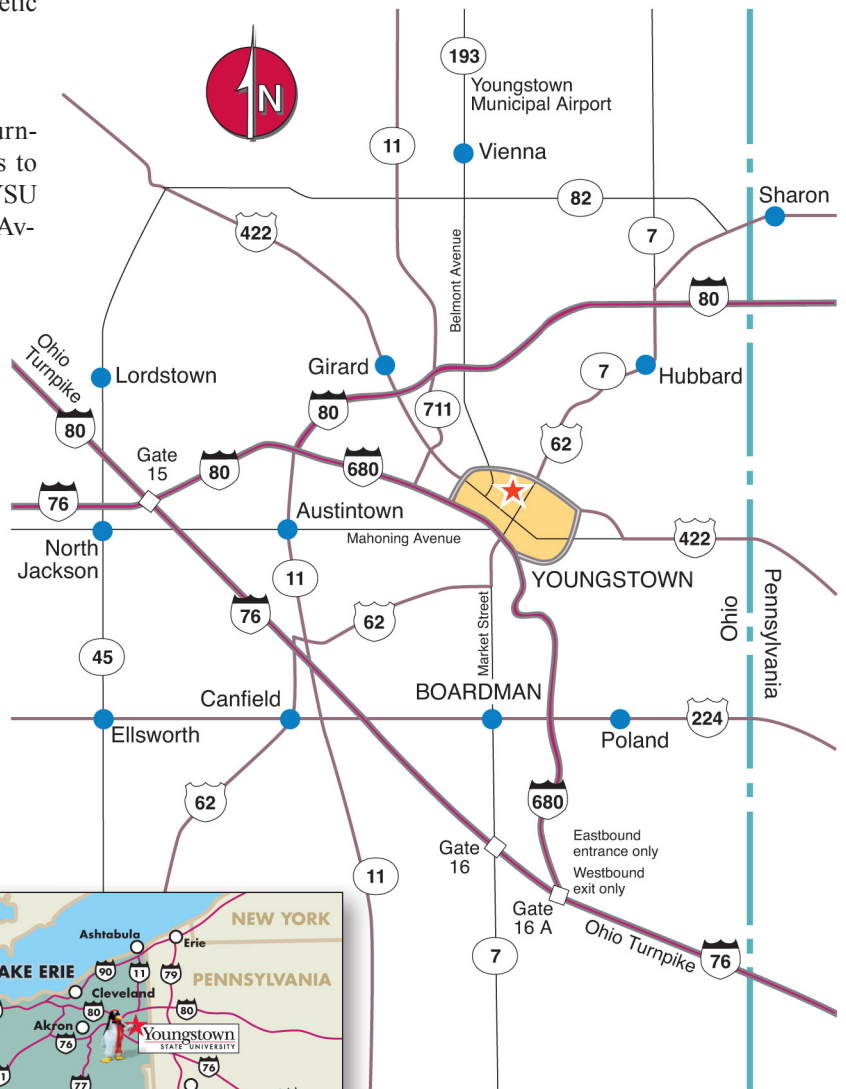 etic
urn-
s to
YSU
Av-
N
193
Youngstown
Municipal Airport
11
Vienna
82
Sharon
422
7
Belmont Avenue
80
Ohio
Turnpike
Lordstown
Girard
7
Hubbard
80
711
80
62
Gate
15
80
680
76
Austintown
Mahoning Avenue
422
North
Jackson
YOUNGSTOWN
11
76
62
Market Street
Ohio
Pennsylvania
45
Canfield
BOARDMAN
224
Ellsworth
Poland
62
680
Eastbound
entrance only
Gate
16
Westbound
exit only
11
Gate
16 A
Ohio Turnpike
76
7
NEW YORK
Ashtabula
Erie
AKE ERIE
90
11
79
PENNSYLVANIA
Cleveland
80
80
Akron
Youngstown
STATE UNIVERSITY
76
76
1
77